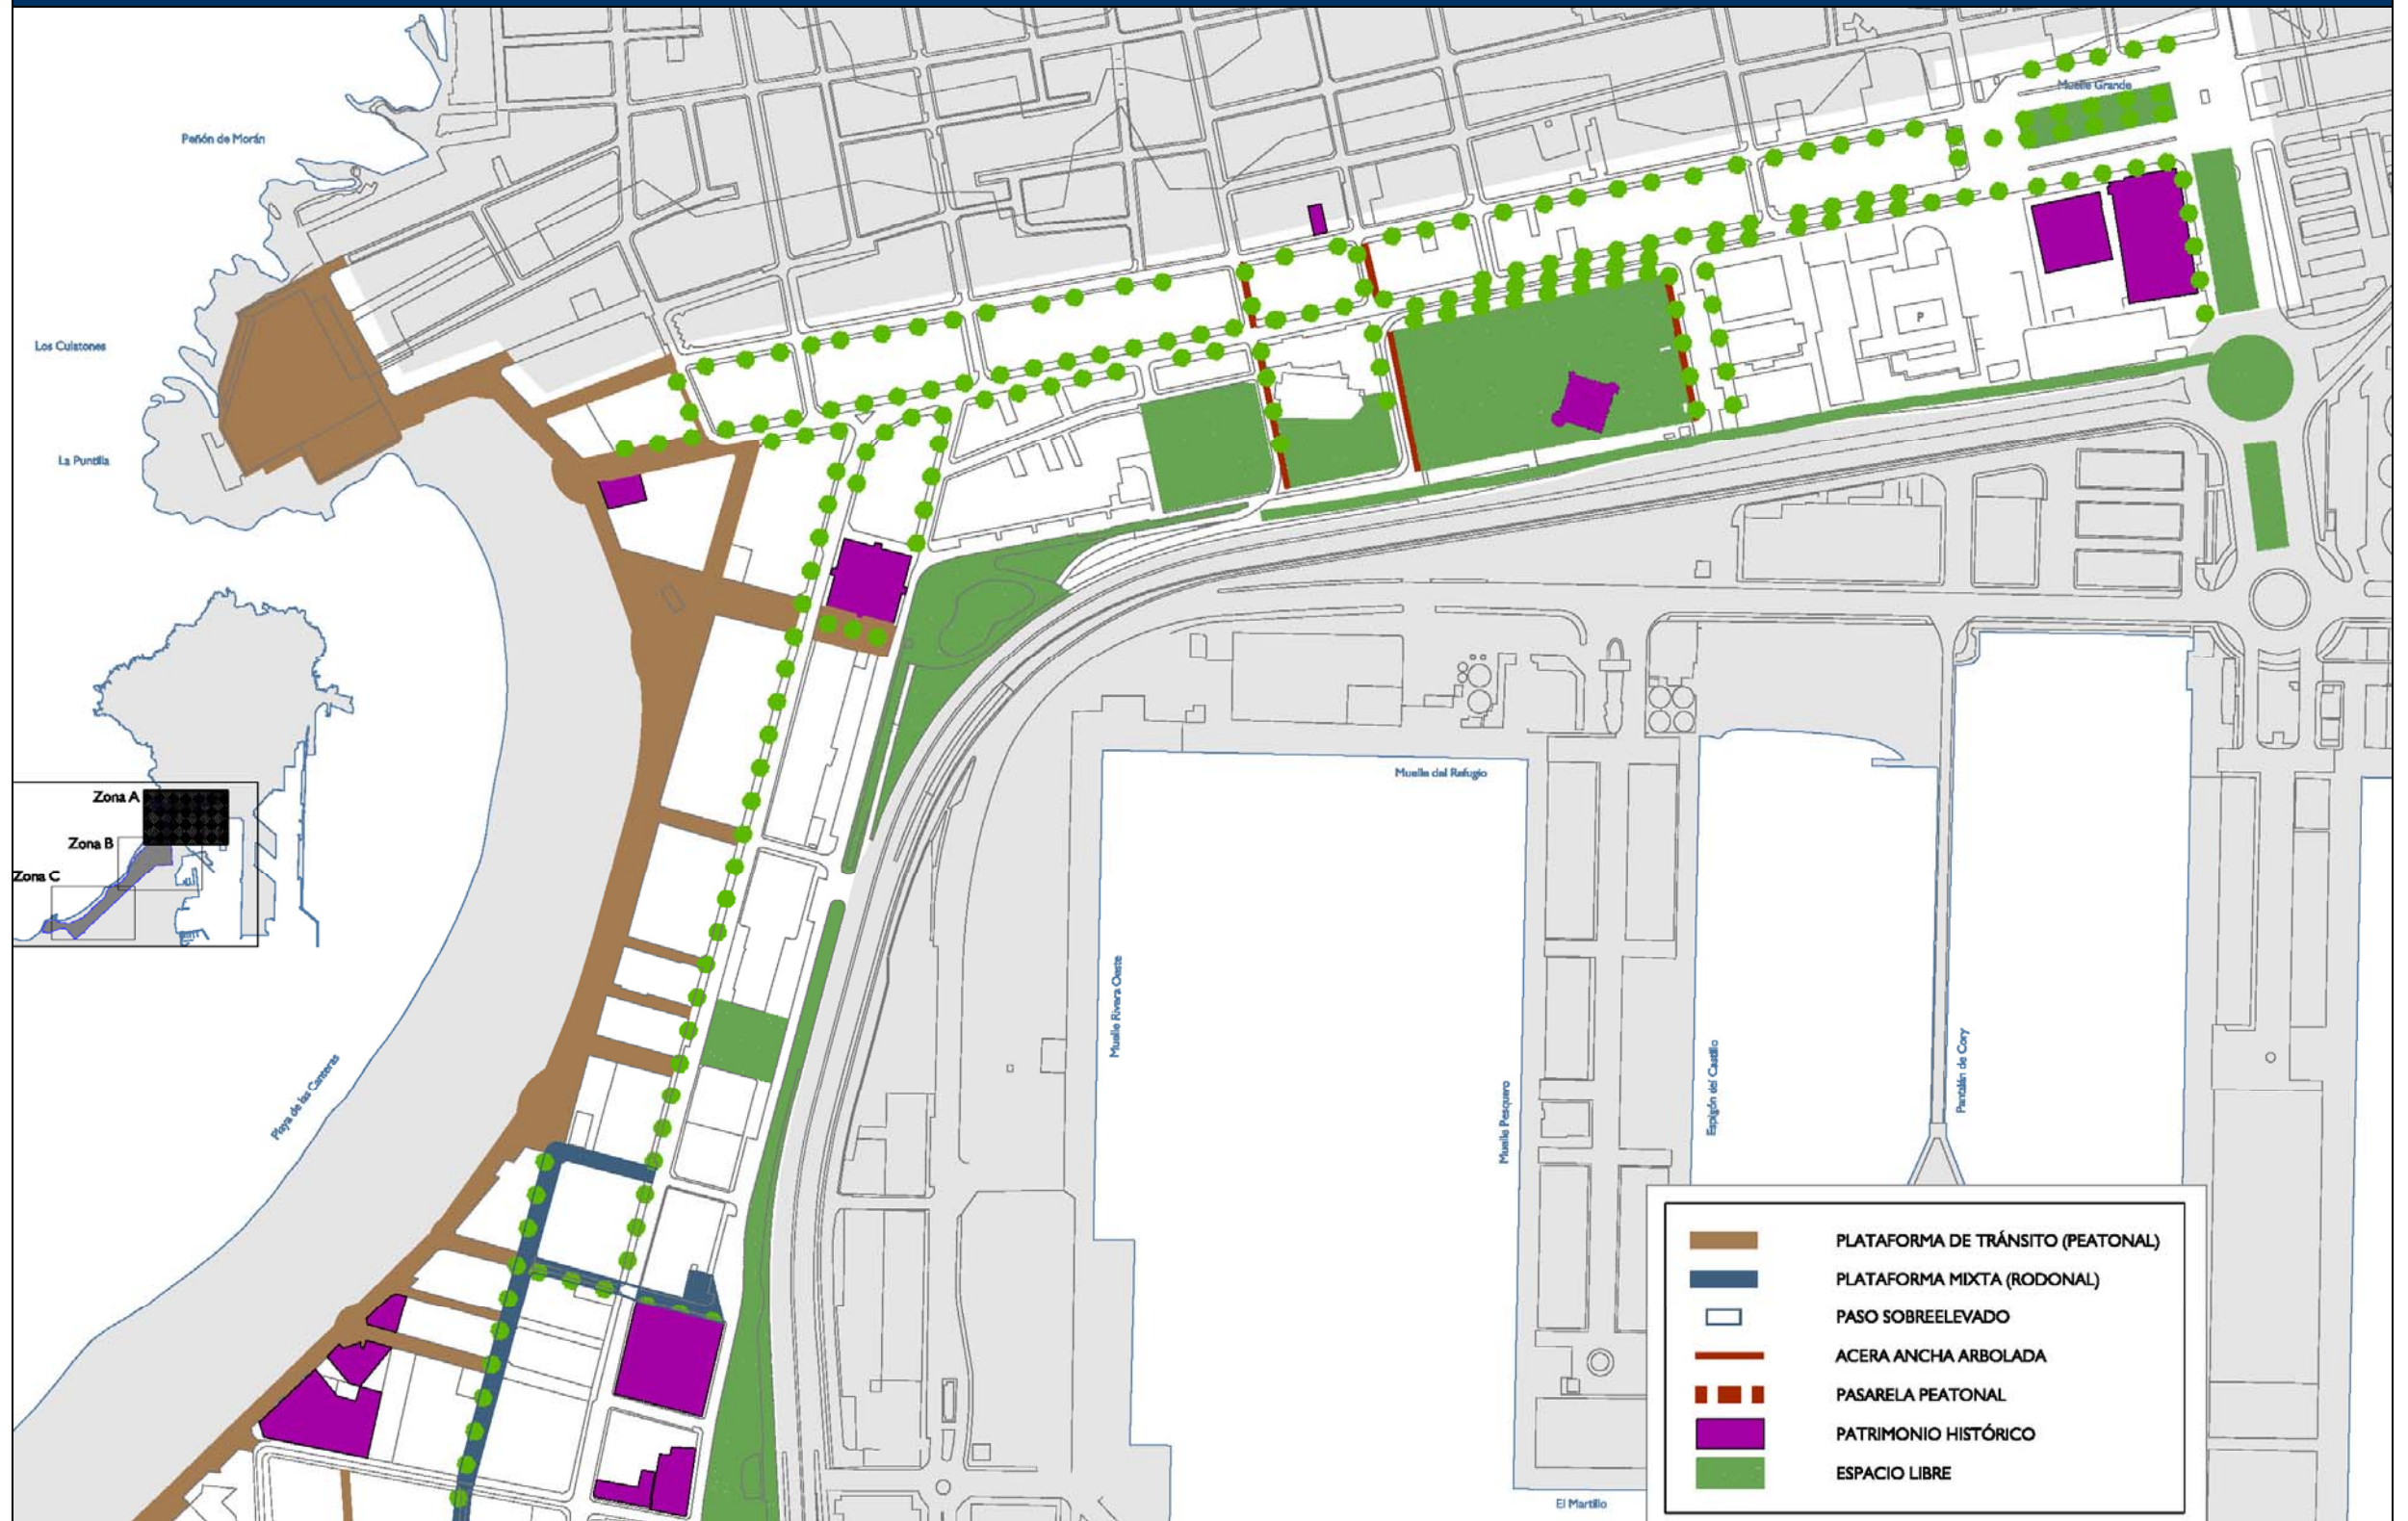 Muelle Grande
Peñón de Morán
Los Culatones
P
La Puntilla
Muelle del Refugio
Zona A
Zona B
Zona C
Muelle Rivera Oeste
Playa de las Canteras
Muelle Pesquero
Espigón del Castillo
Pantalán de Cory
PLATAFORMA DE TRÁNSITO (PEATONAL)
PLATAFORMA MIXTA (RODONAL)
PASO SOBREELEVADO
ACERA ANCHA ARBOLADA
PASARELA PEATONAL
PATRIMONIO HISTÓRICO
ESPACIO LIBRE
El Martillo